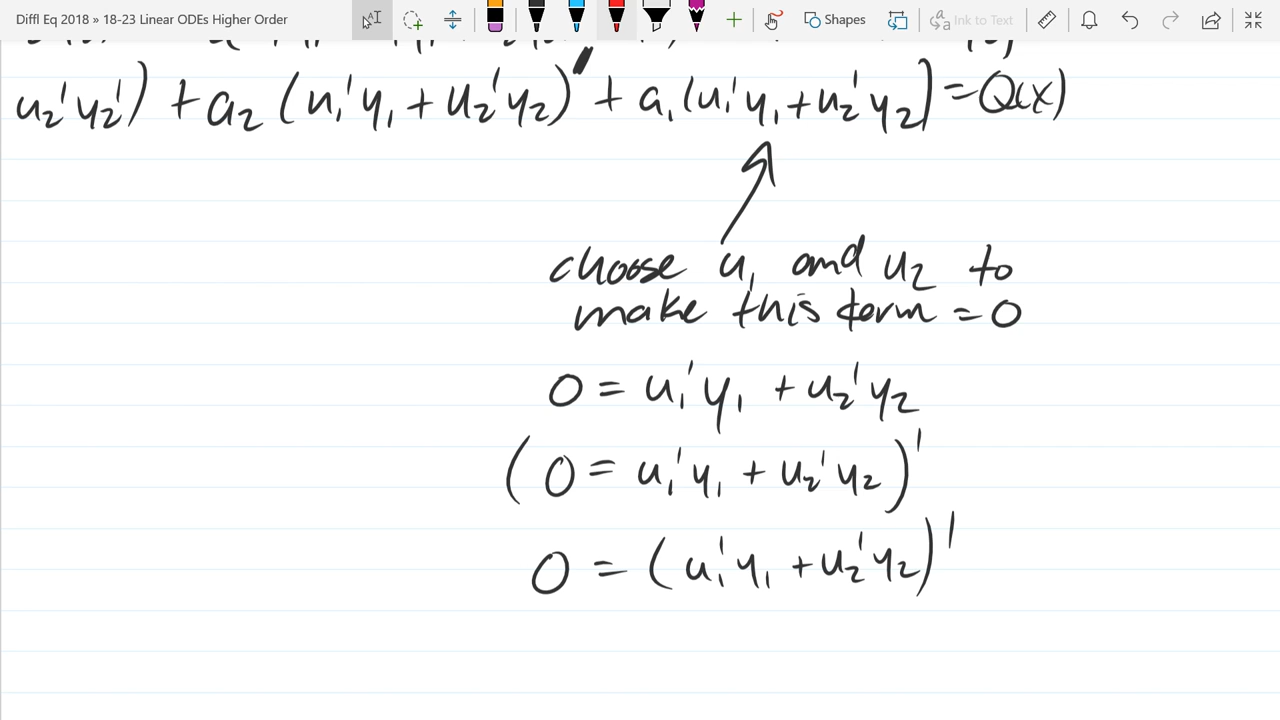 Diffl Eq 2018 » 18-23 Linear ODEs Higher Order
Shapes
Ink to Text
u₂'y₂') + a₂ (u₁'y₁ + u₂'y₂)' + a₁(u₁'y₁ + u₂'y₂] = Q(x)
choose u₁ and u₂ to
make this term = 0
0 = u₁'y₁ + u₂'y₂
(0 = u₁'y₁ + u₂'y₂)'
0 = (u₁'y₁ + u₂'y₂)'